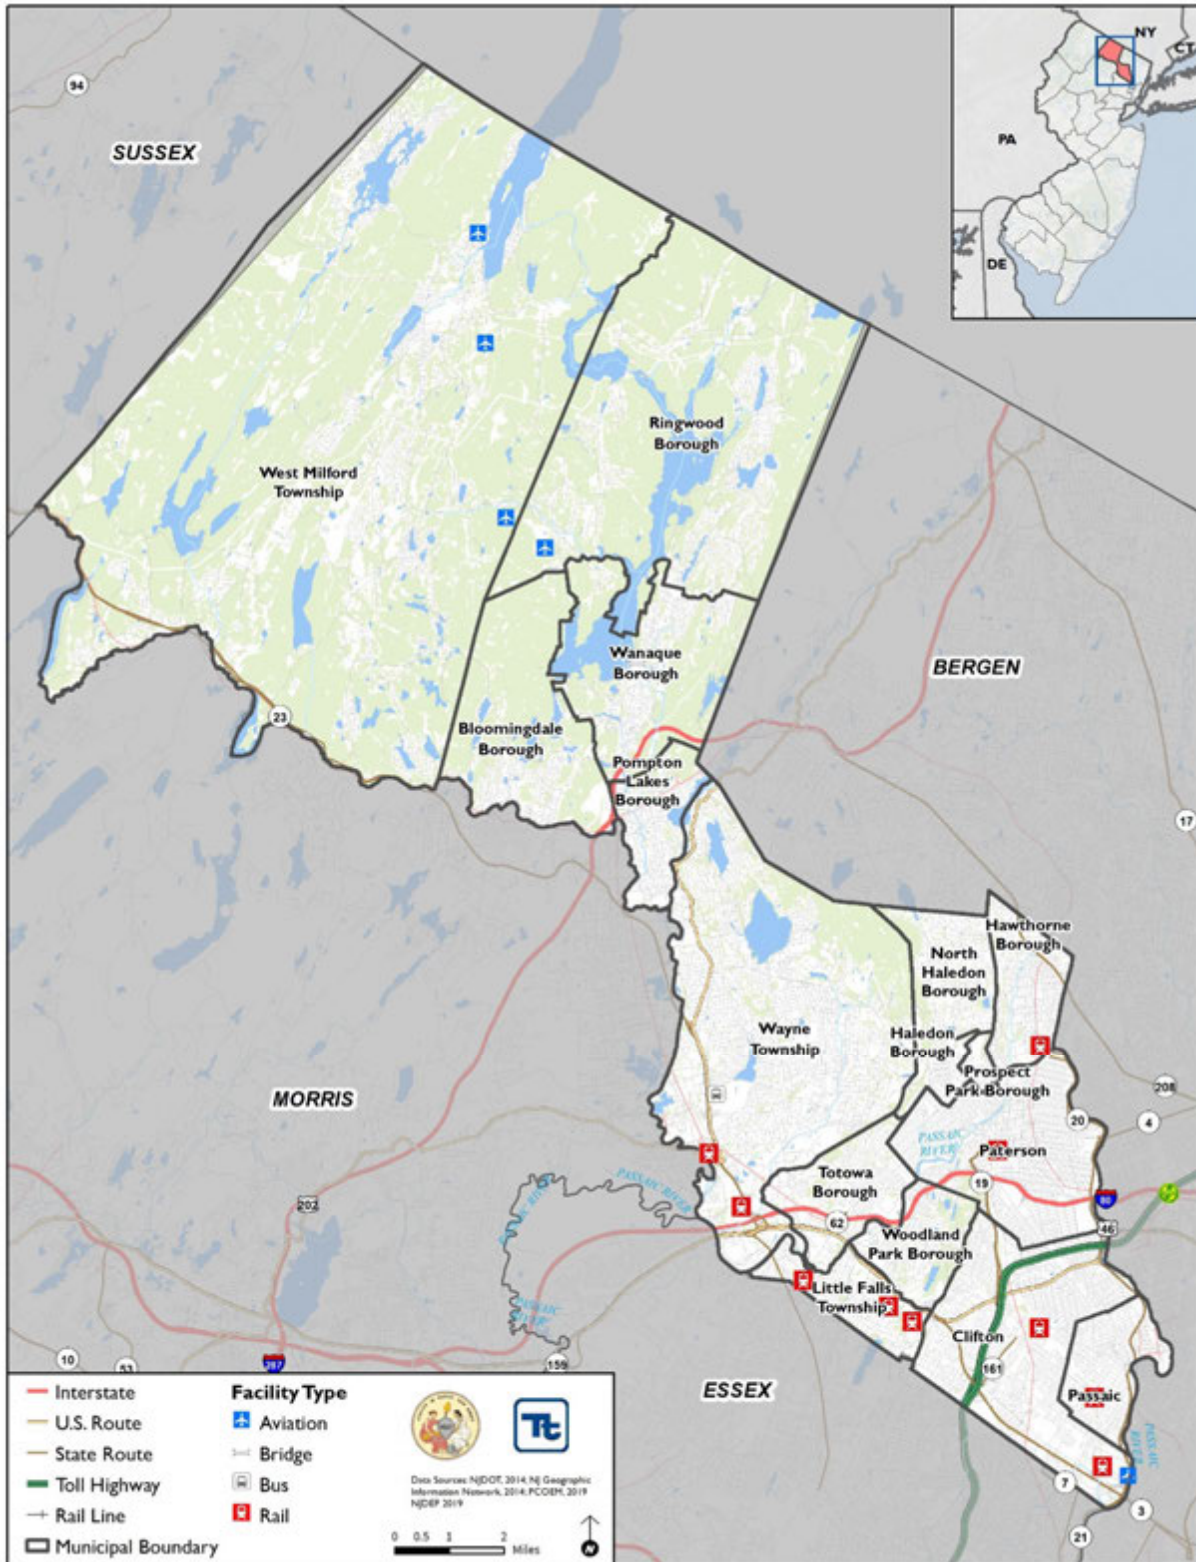 NY
CT
PA
DE
94
SUSSEX
Ringwood
Borough
West Milford
Township
Wanaque
Borough
BERGEN
23
Bloomingdale
Borough
Pompton
Lakes
Borough
17
Hawthorne
Borough
North
Haledon
Borough
Wayne
Township
Haledon
Borough
Prospect
Park Borough
MORRIS
208
20
4
PASSAIC
RIVER
Paterson
Totowa
Borough
PASSAIC RIVER
19
80
202
62
46
Woodland
Park Borough
Little Falls
Township
PASSAIC
RIVER
Clifton
10
53
287
159
161
ESSEX
Passaic
PASSAIC
RIVER
7
3
21
Interstate
U.S. Route
State Route
Toll Highway
Rail Line
Municipal Boundary
Facility Type
Aviation
Bridge
Bus
Rail
Data Sources: NJDOT, 2014; NJ Geographic
Information Network, 2014; PCOEM, 2019
NJDEP 2019
0 0.5 1 2
Miles
N